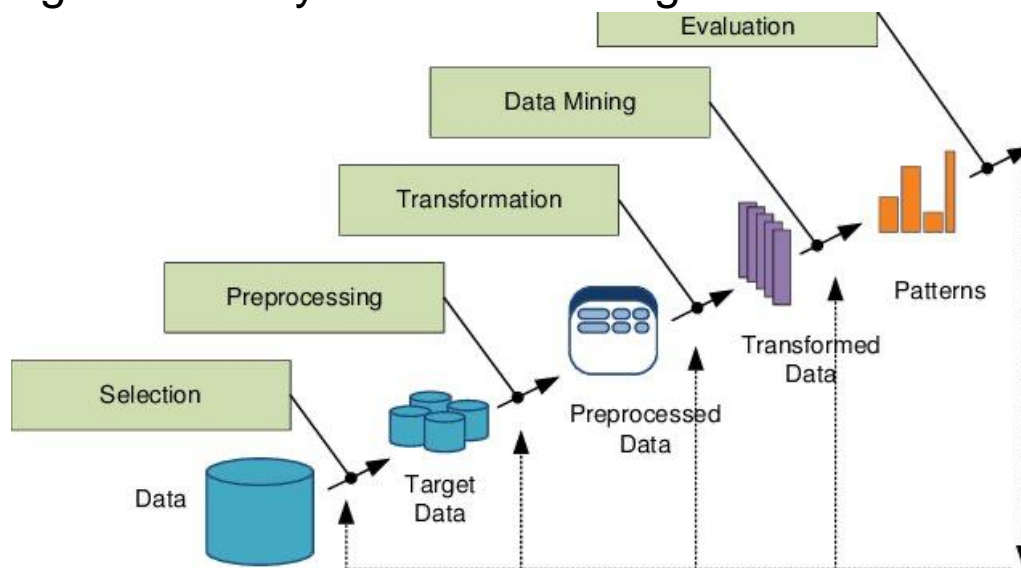 Evaluation
Data Mining
Transformation
Patterns
Preprocessing
Transformed
Data
Selection
Preprocessed
Data
Target
Data
Data